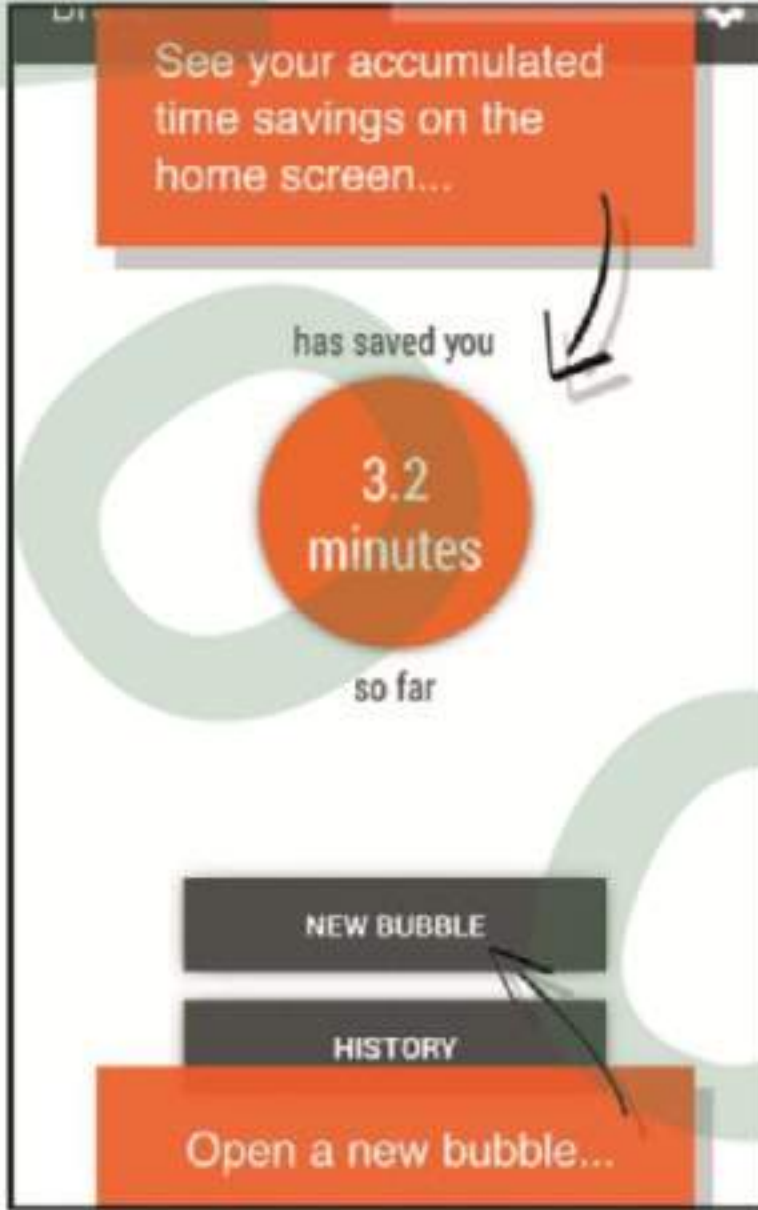 See your accumulated
time savings on the
home screen...
has saved you
3.2
minutes
so far
NEW BUBBLE
HISTORY
Open a new bubble...